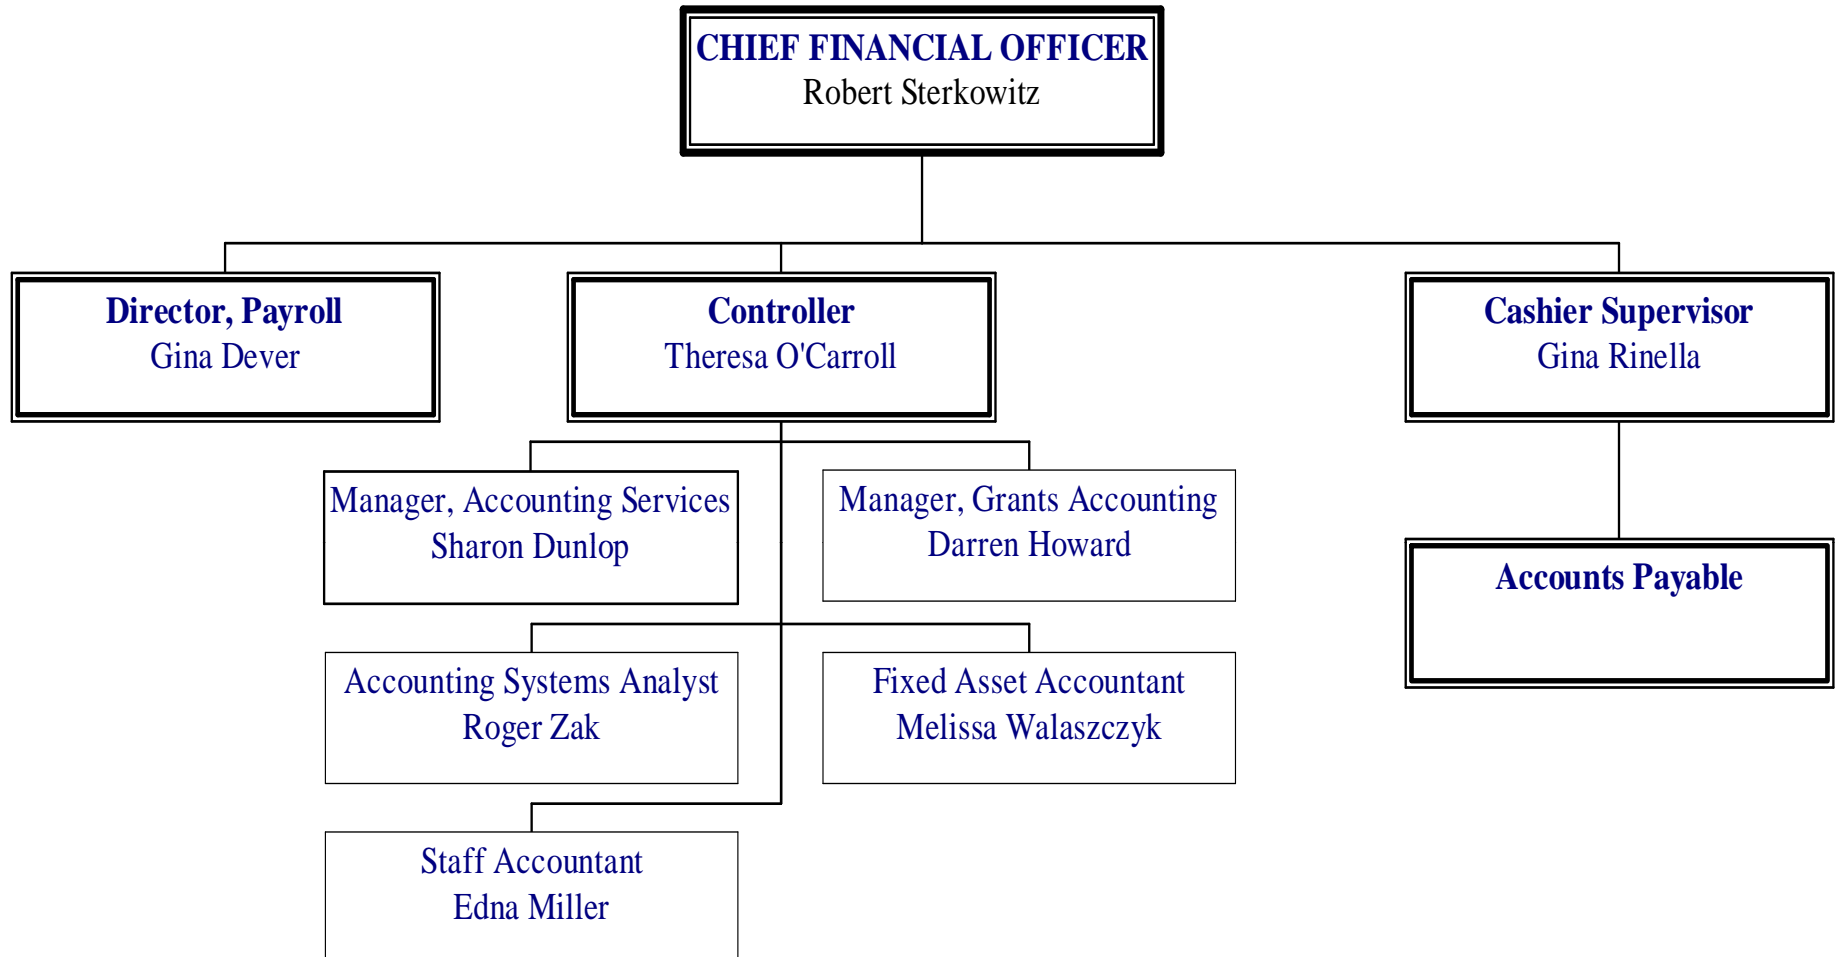 CHIEF FINANCIAL OFFICER
Robert Sterkowitz
Director, Payroll
Gina Dever
Controller
Theresa O'Carroll
Cashier Supervisor
Gina Rinella
Manager, Accounting Services
Sharon Dunlop
Manager, Grants Accounting
Darren Howard
Accounts Payable
Accounting Systems Analyst
Roger Zak
Fixed Asset Accountant
Melissa Walaszczyk
Staff Accountant
Edna Miller